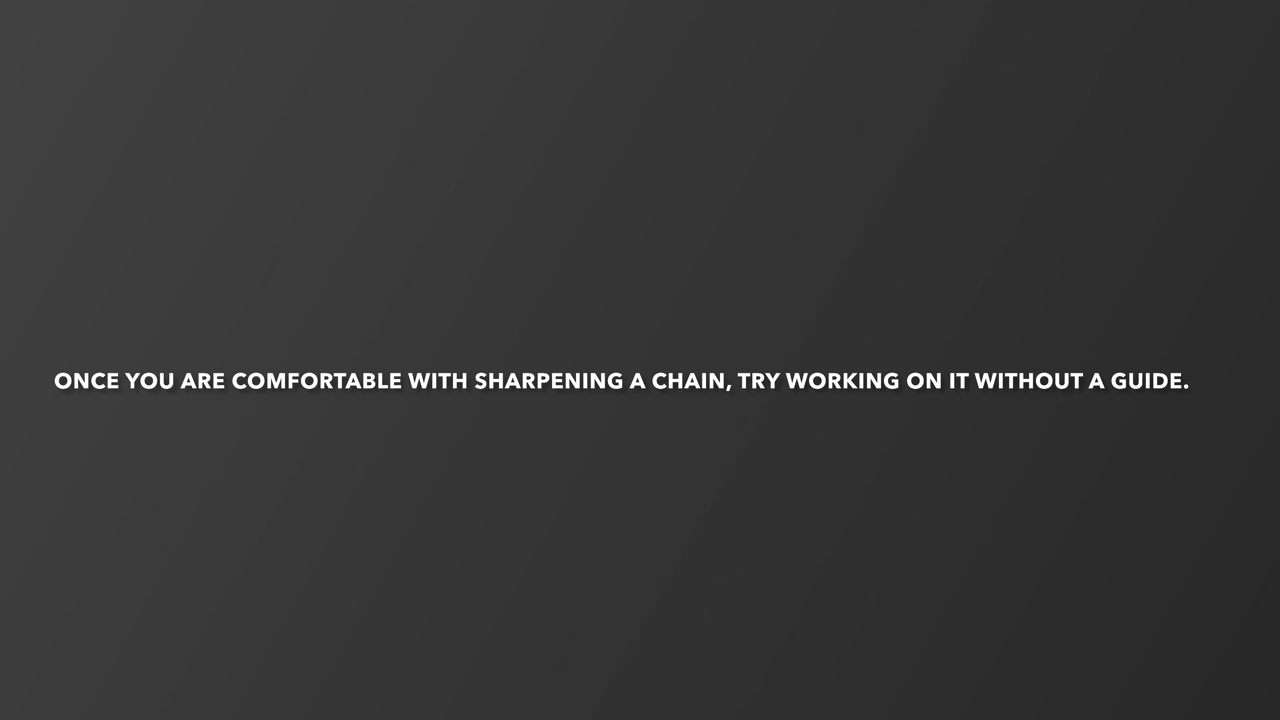 ONCE YOU ARE COMFORTABLE WITH SHARPENING A CHAIN, TRY WORKING ON IT WITHOUT A GUIDE.